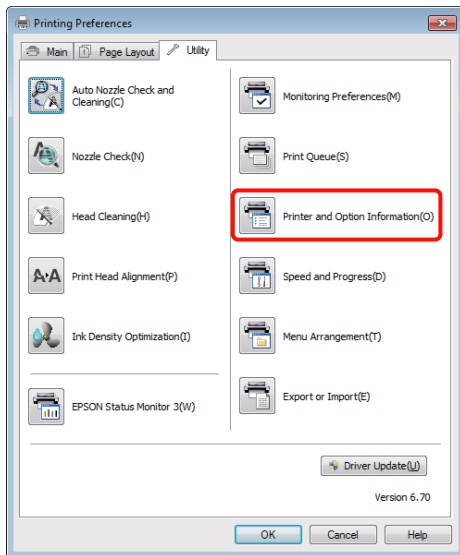 Printing Preferences
Main
Page Layout
Utility
Auto Nozzle Check and
Cleaning(C)
Nozzle Check(N)
Head Cleaning(H)
A A
Print Head Alignment(P)
Ink Density Optimization(I)
EPSON Status Monitor 3(W)
Monitoring Preferences(M)
Print Queue(S)
Printer and Option Information(O)
Speed and Progress(D)
Menu Arrangement(T)
Export or Import(E)
Driver Update(U)
Version 6.70
OK
Cancel
Help